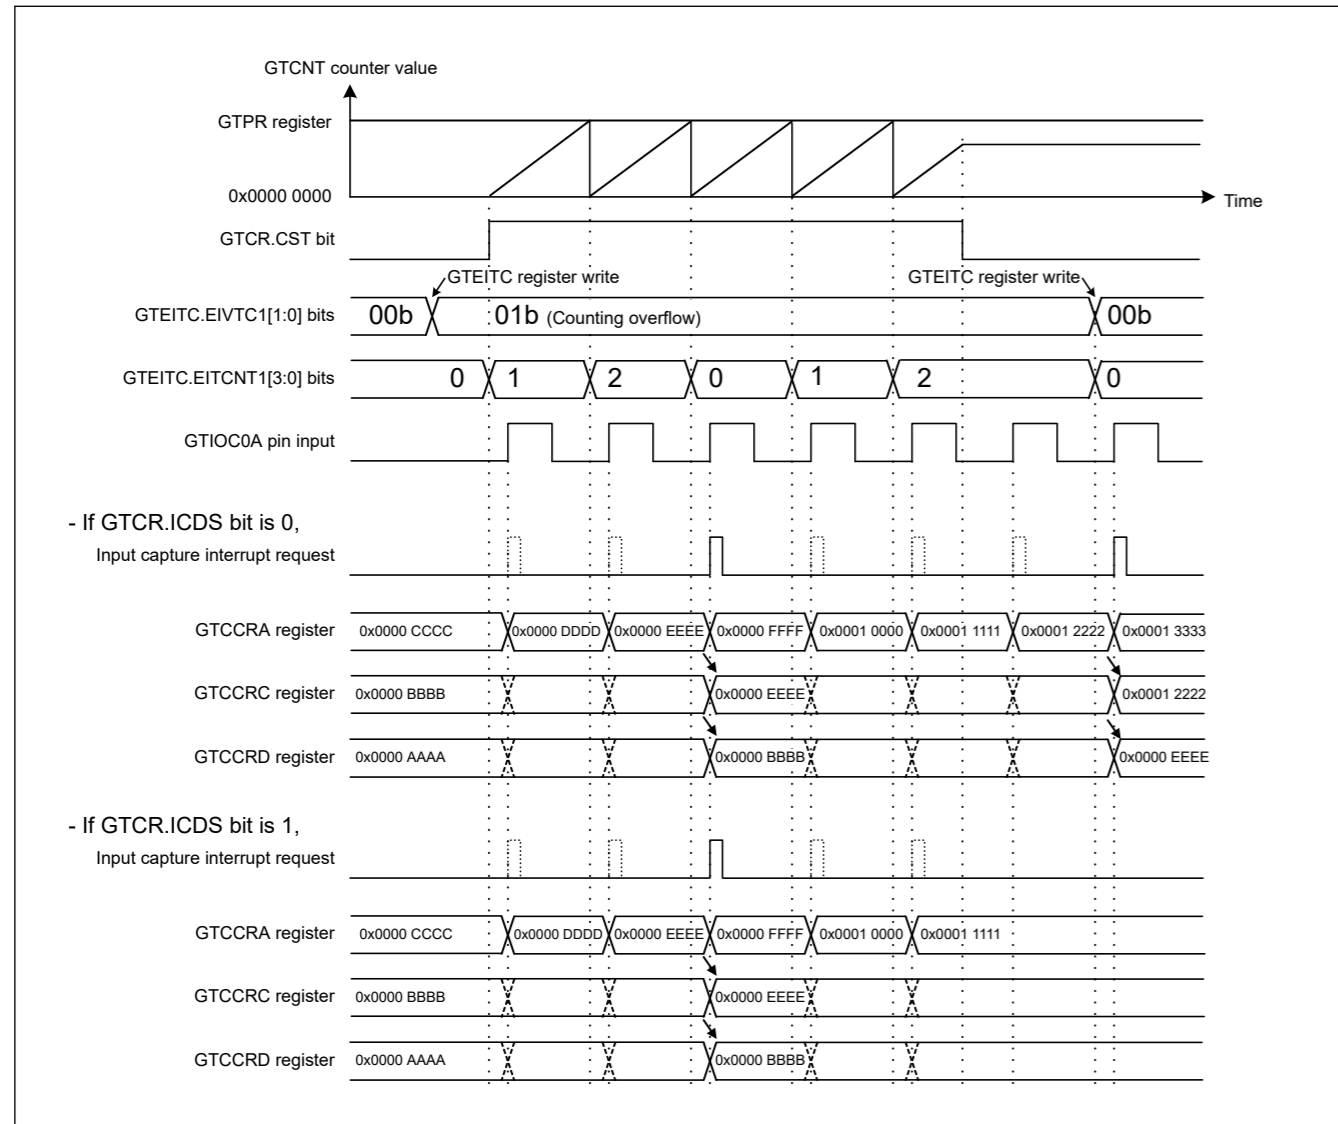 GTCNT counter value
GTPR register
0x0000 0000
Time
GTCR.CST bit
GTEITC register write GTEITC register write
GTEITC.EIVTC1[1:0] bits 00b 01b (Counting overflow) 00b
GTEITC.EITCNT1[3:0] bits 0 1 2 0 1 2 0
GTIOC0A pin input
- If GTCR.ICDS bit is 0,
Input capture interrupt request
GTCCRA register 0x0000 CCCC 0x0000 DDDD 0x0000 EEEE 0x0000 FFFF 0x0001 0000 0x0001 1111 0x0001 2222 0x0001 3333
GTCCRC register 0x0000 BBBB 0x0000 EEEE 0x0001 2222
GTCCRD register 0x0000 AAAA 0x0000 BBBB 0x0000 EEEE
- If GTCR.ICDS bit is 1,
Input capture interrupt request
GTCCRA register 0x0000 CCCC 0x0000 DDDD 0x0000 EEEE 0x0000 FFFF 0x0001 0000 0x0001 1111
GTCCRC register 0x0000 BBBB 0x0000 EEEE
GTCCRD register 0x0000 AAAA 0x0000 BBBB